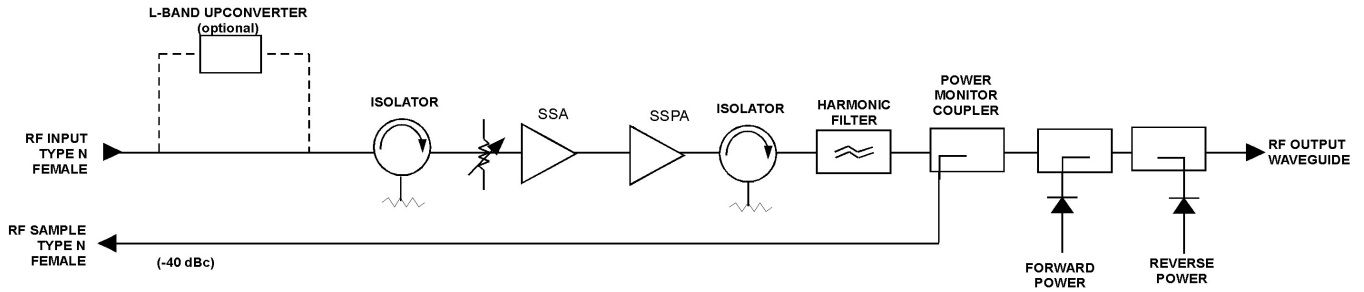 L-BAND UPCONVERTER
(optional)
ISOLATOR
SSA
SSPA
ISOLATOR
HARMONIC
FILTER
POWER
MONITOR
COUPLER
RF INPUT
TYPE N
FEMALE
RF OUTPUT
WAVEGUIDE
RF SAMPLE
TYPE N
FEMALE
(-40 dBc)
FORWARD
POWER
REVERSE
POWER